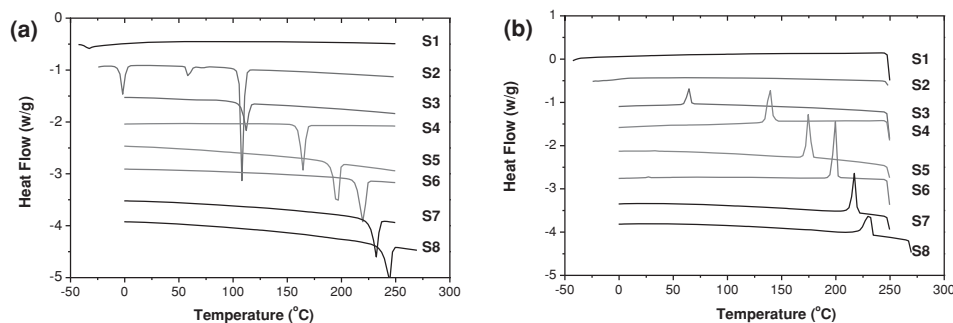 (a)
0
-1
-2
-3
-4
-5
Heat Flow (w/g)
S1
S2
S3
S4
S5
S6
S7
S8
-50 0 50 100 150 200 250 300
Temperature (°C)
(b)
1
0
-1
-2
-3
-4
5
Heat Flow (w/g)
S1
S2
S3
S4
S5
S6
S7
S8
-50 0 50 100 150 200 250 300
Temperature (°C)